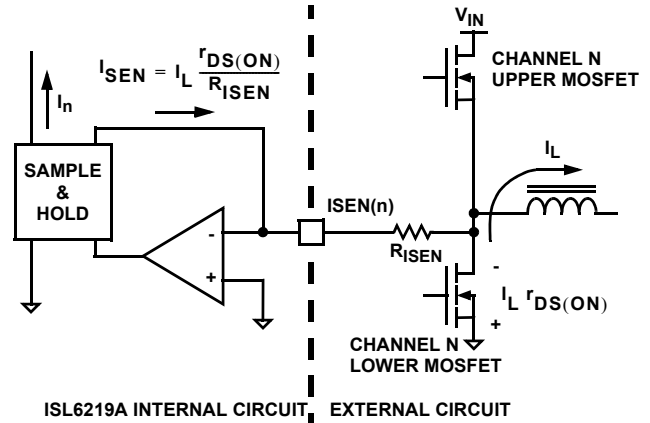 V_IN
CHANNEL N
UPPER MOSFET
I_SEN = I_L r_DS(ON) / R_ISEN
I_n
SAMPLE
&
HOLD
I_L
ISEN(n)
-
+
R_ISEN
-
I_L r_DS(ON)
+
CHANNEL N
LOWER MOSFET
ISL6219A INTERNAL CIRCUIT
EXTERNAL CIRCUIT